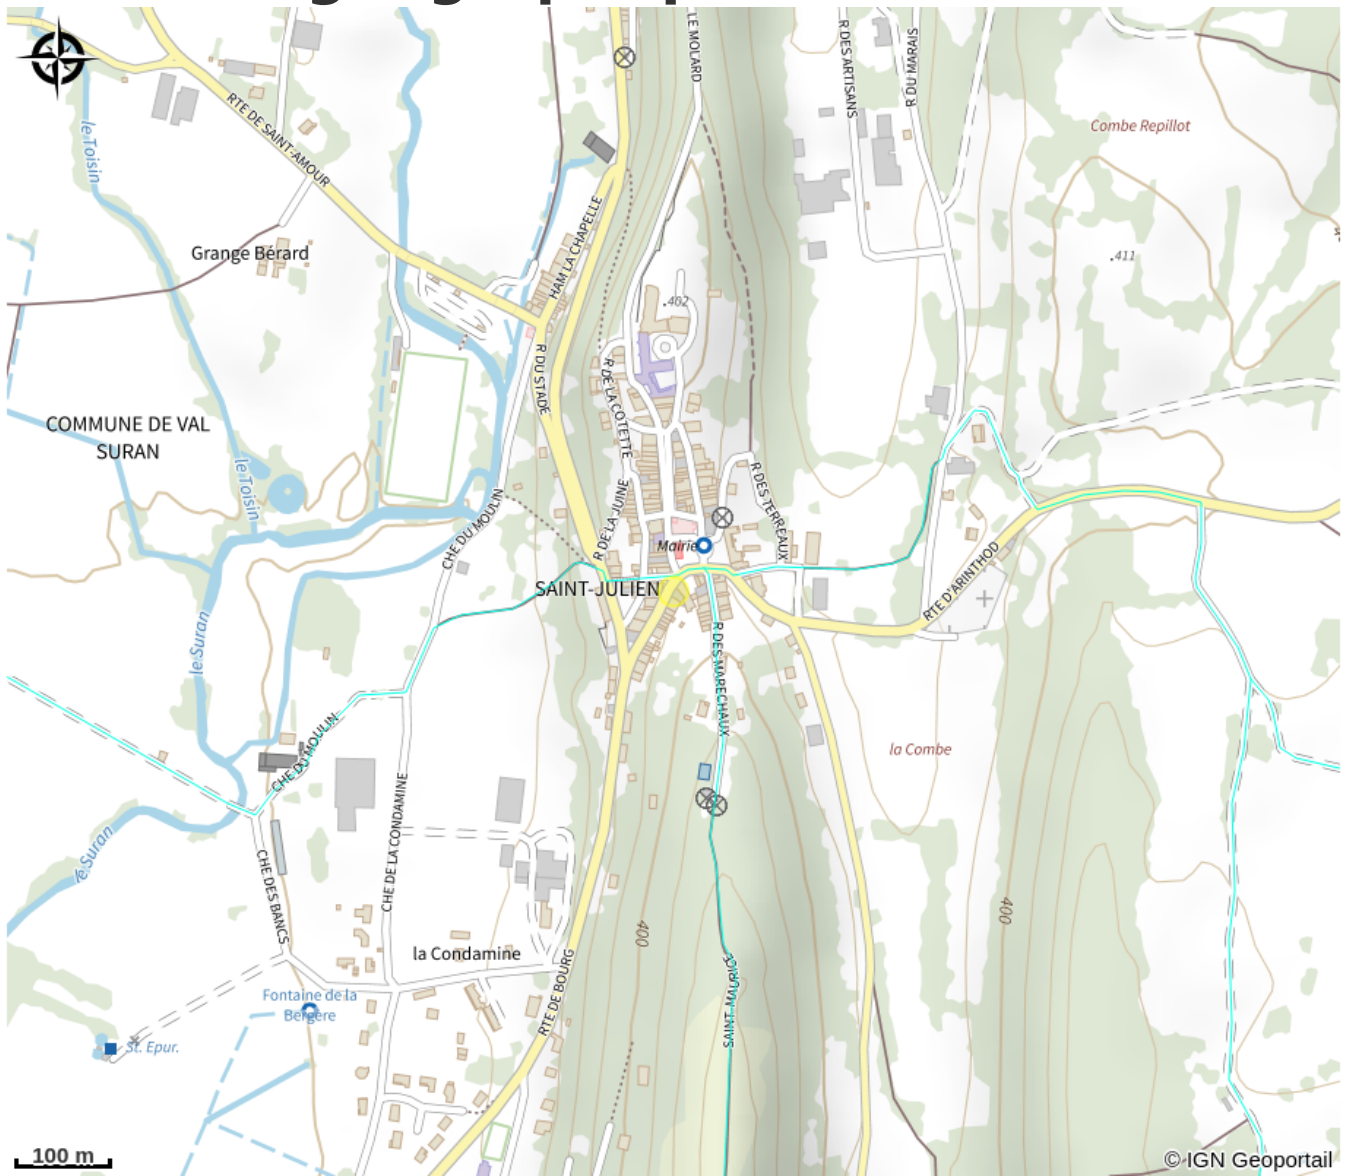 LE MOLARD
R DES ARTISANS
R DU MARAIS
le Toisin
RTE DE SAINT-AMOUR
Combe Repillot
HAM LA CHAPELLE
Grange Bérard
.411
.402
R DU STADE
R DE LA COTETTE
COMMUNE DE VAL
SURAN
le Toisin
R DES TERREAUX
R DE LA JUINE
CHE DU MOULIN
Mairie
SAINT-JULIEN
RTE D'ARINTHOD
le Suran
R DES MARECHAUX
CHE DU MOULIN
la Combe
CHE DE LA CONDAMINE
le Suran
CHE DES BANCS
400
400
la Condamine
RTE DE BOURG
SAINT-MAURICE
Fontaine de la
Bergère
St. Epur.
100 m
© IGN Geoportail